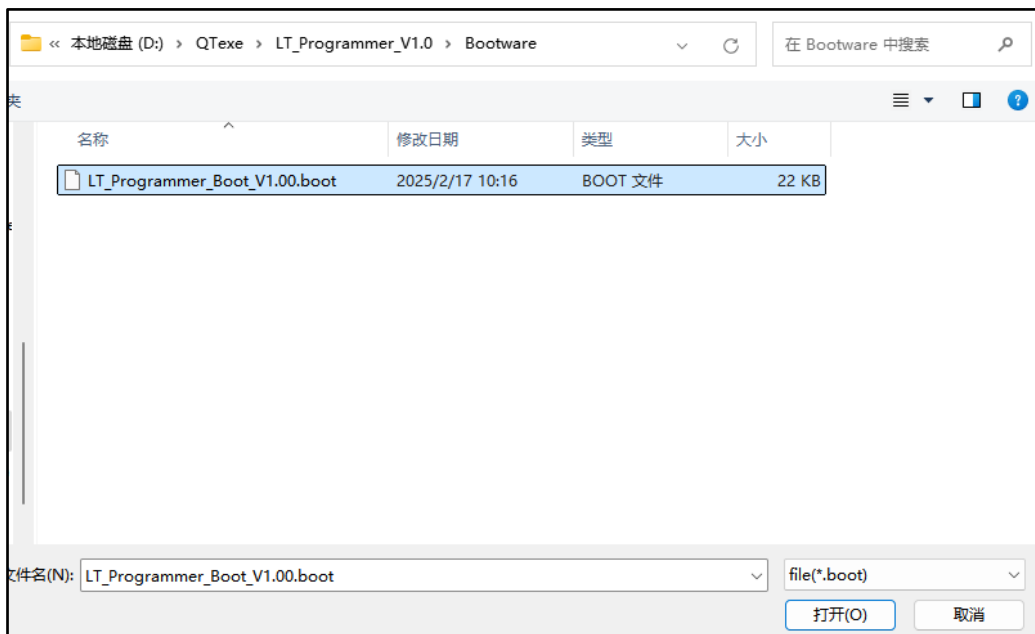 « 本地磁盘 (D:) › QTexe › LT_Programmer_V1.0 › Bootware
在 Bootware 中搜索
夹
名称 修改日期 类型 大小
LT_Programmer_Boot_V1.00.boot 2025/2/17 10:16 BOOT 文件 22 KB
文件名(N): LT_Programmer_Boot_V1.00.boot file(*.boot)
打开(O) 取消